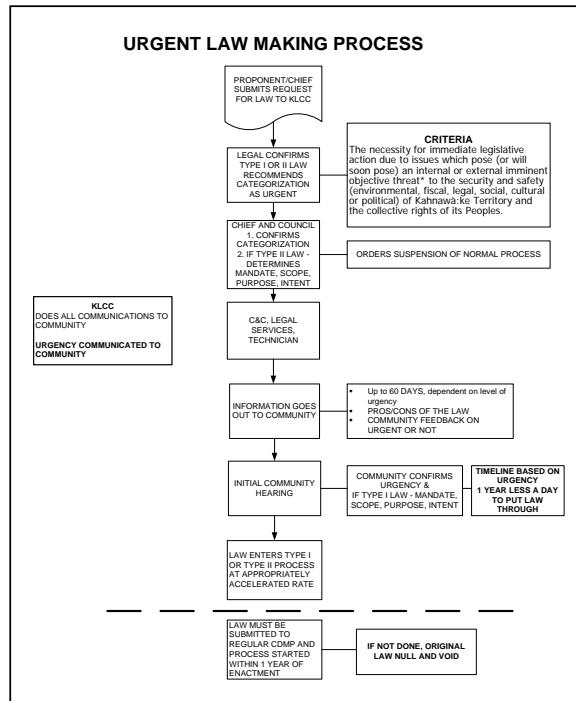 URGENT LAW MAKING PROCESS
PROPONENT/CHIEF
SUBMITS REQUEST
FOR LAW TO KLCC
LEGAL CONFIRMS
TYPE I OR II LAW
RECOMMENDS
CATEGORIZATION
AS URGENT
CRITERIA
The necessity for immediate legislative
action due to issues which pose (or will
soon pose) an internal or external imminent
objective threat* to the security and safety
(environmental, fiscal, legal, social, cultural
or political) of Kahnawà:ke Territory and
the collective rights of its Peoples.
CHIEF AND COUNCIL
1. CONFIRMS
CATEGORIZATION
2. IF TYPE II LAW -
DETERMINES
MANDATE, SCOPE,
PURPOSE, INTENT
ORDERS SUSPENSION OF NORMAL PROCESS
KLCC
DOES ALL COMMUNICATIONS TO
COMMUNITY
URGENCY COMMUNICATED TO
COMMUNITY
C&C, LEGAL
SERVICES,
TECHNICIAN
INFORMATION GOES
OUT TO COMMUNITY
• Up to 60 DAYS, dependent on level of
urgency
• PROS/CONS OF THE LAW
• COMMUNITY FEEDBACK ON
URGENT OR NOT
INITIAL COMMUNITY
HEARING
COMMUNITY CONFIRMS
URGENCY &
IF TYPE I LAW - MANDATE,
SCOPE, PURPOSE, INTENT
TIMELINE BASED ON
URGENCY
1 YEAR LESS A DAY
TO PUT LAW
THROUGH
LAW ENTERS TYPE I
OR TYPE II PROCESS
AT APPROPRIATELY
ACCELERATED RATE
LAW MUST BE
SUBMITTED TO
REGULAR CDMP AND
PROCESS STARTED
WITHIN 1 YEAR OF
ENACTMENT
IF NOT DONE, ORIGINAL
LAW NULL AND VOID